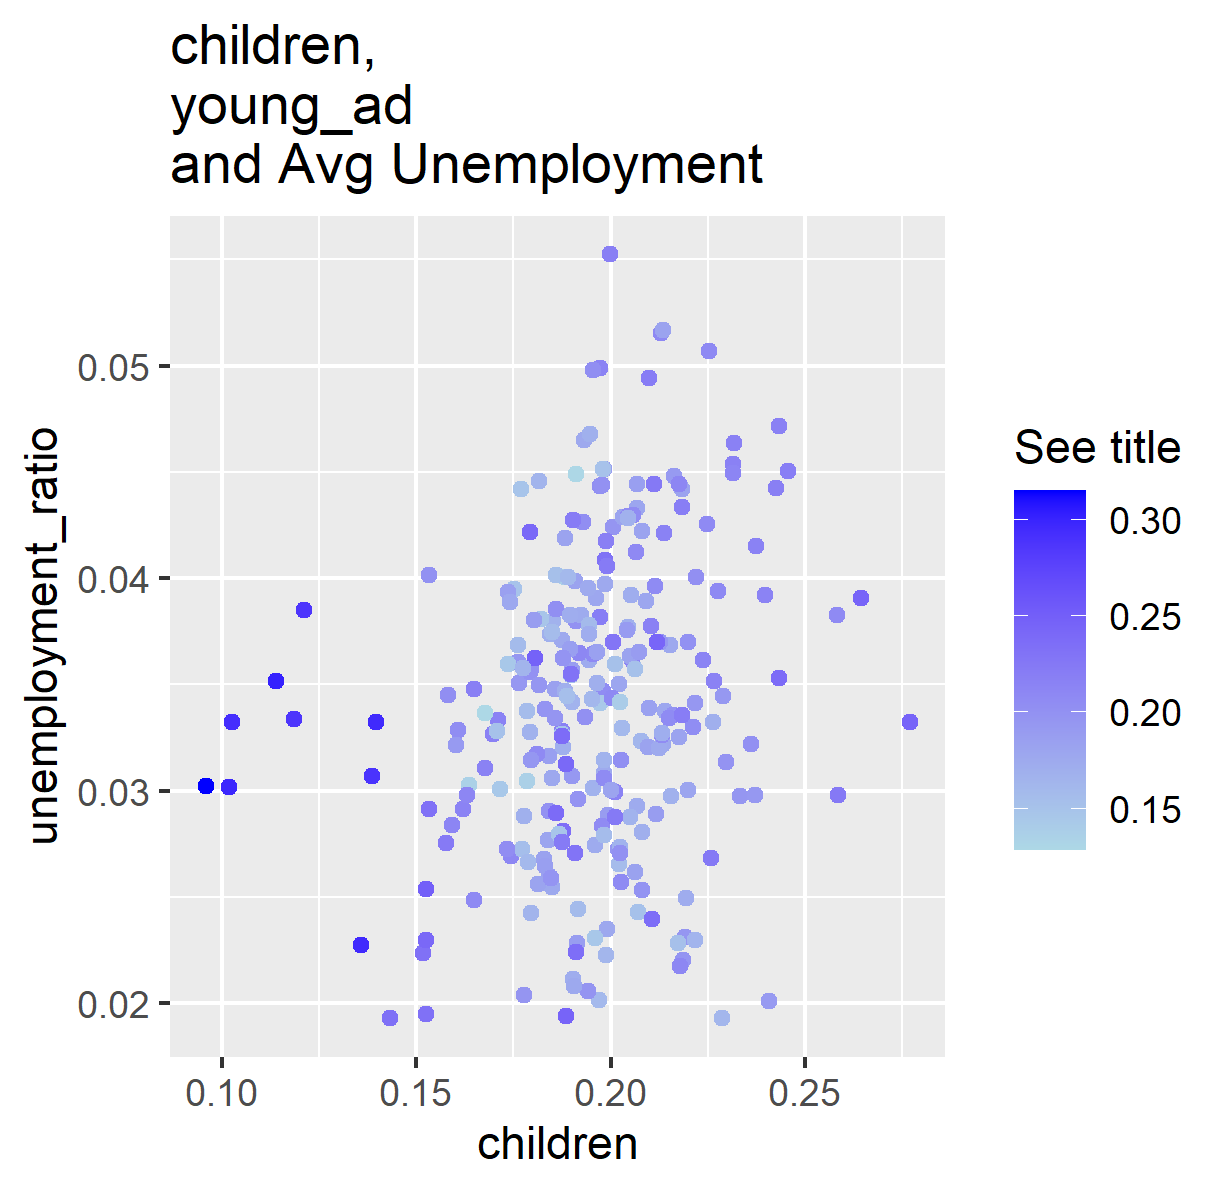 children,
young_ad
and Avg Unemployment
unemployment_ratio
0.05
0.04
0.03
0.02
0.10 0.15 0.20 0.25
children
See title
0.30
0.25
0.20
0.15